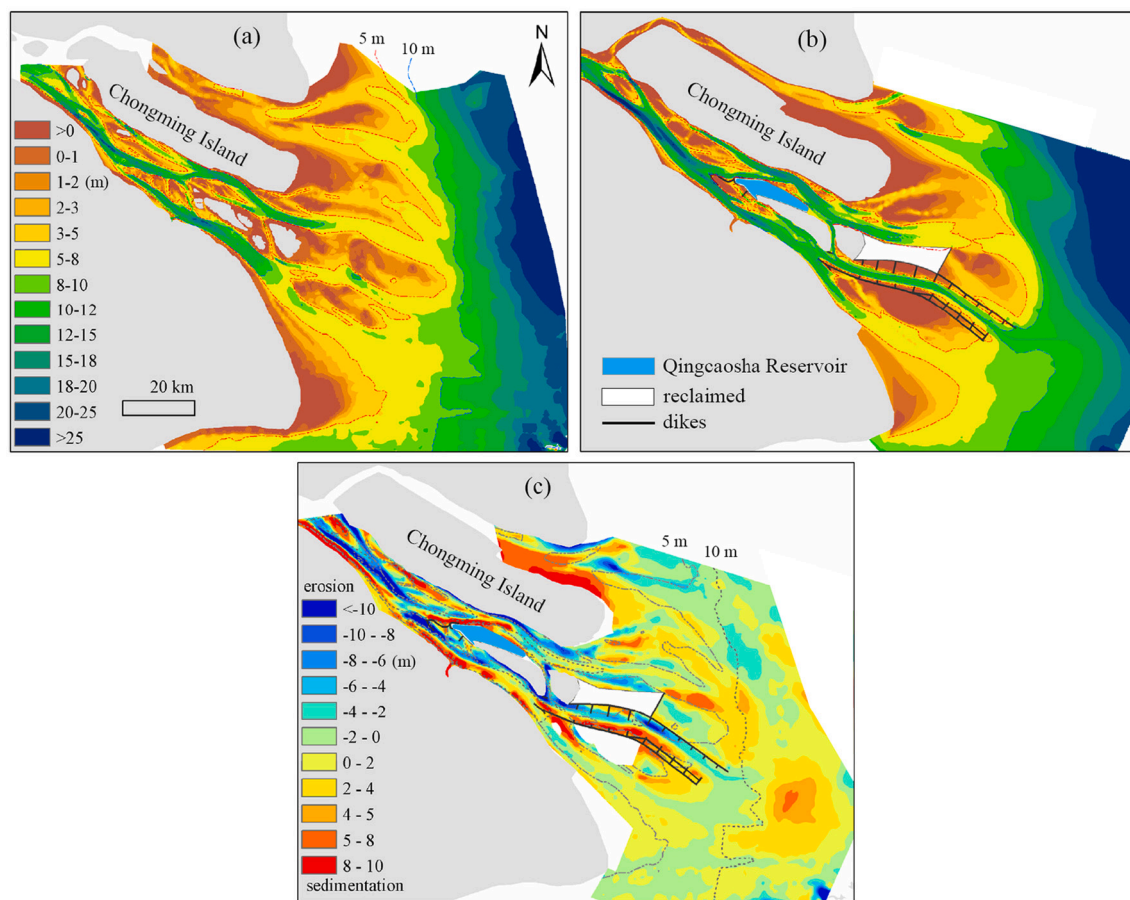 (a)
5 m
10 m
N
Chongming Island
>0
0-1
1-2 (m)
2-3
3-5
5-8
8-10
10-12
12-15
15-18
18-20
20-25
>25
20 km
(b)
Chongming Island
Qingcaosha Reservoir
reclaimed
dikes
(c)
5 m
10 m
Chongming Island
erosion
<-10
-10 - -8
-8 - -6 (m)
-6 - -4
-4 - -2
-2 - 0
0 - 2
2 - 4
4 - 5
5 - 8
8 - 10
sedimentation